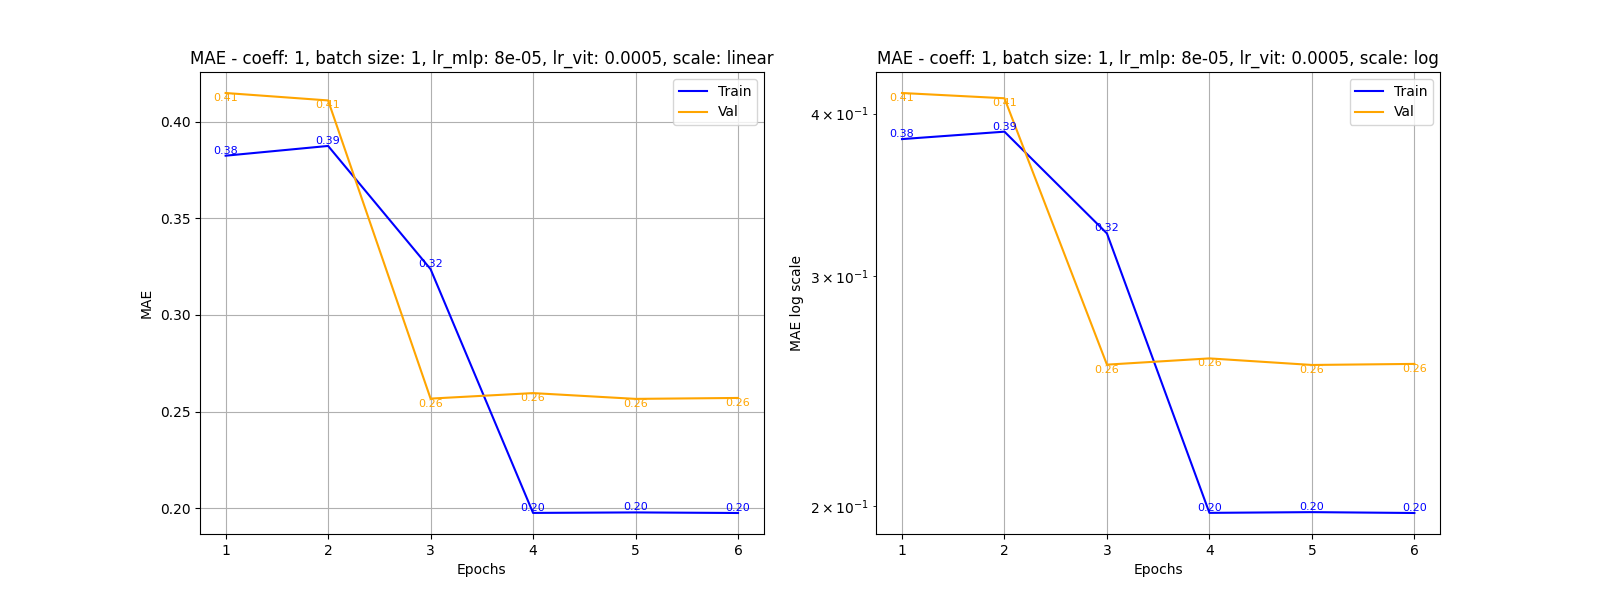 MAE - coeff: 1, batch size: 1, lr_mlp: 8e-05, lr_vit: 0.0005, scale: linear
Train
Val
0.41
0.41
0.38
0.39
0.32
0.26
0.26
0.26
0.26
0.20
0.20
0.20
0.40
0.35
0.30
0.25
0.20
MAE
1 2 3 4 5 6
Epochs
MAE - coeff: 1, batch size: 1, lr_mlp: 8e-05, lr_vit: 0.0005, scale: log
Train
Val
0.41
0.41
0.38
0.39
0.32
0.26
0.26
0.26
0.26
0.20
0.20
0.20
4 × 10⁻¹
3 × 10⁻¹
2 × 10⁻¹
MAE log scale
1 2 3 4 5 6
Epochs